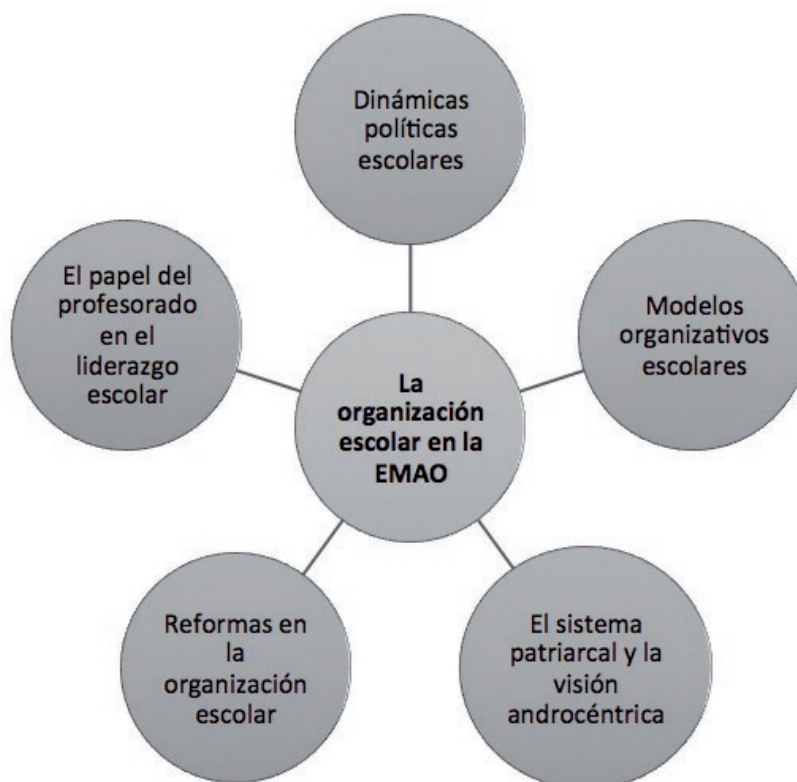 Dinámicas
políticas
escolares
El papel del
profesorado
en el
liderazgo
escolar
Modelos
organizativos
escolares
La
organización
escolar en la
EMAO
Reformas en
la
organización
escolar
El sistema
patriarcal y la
visión
androcéntrica